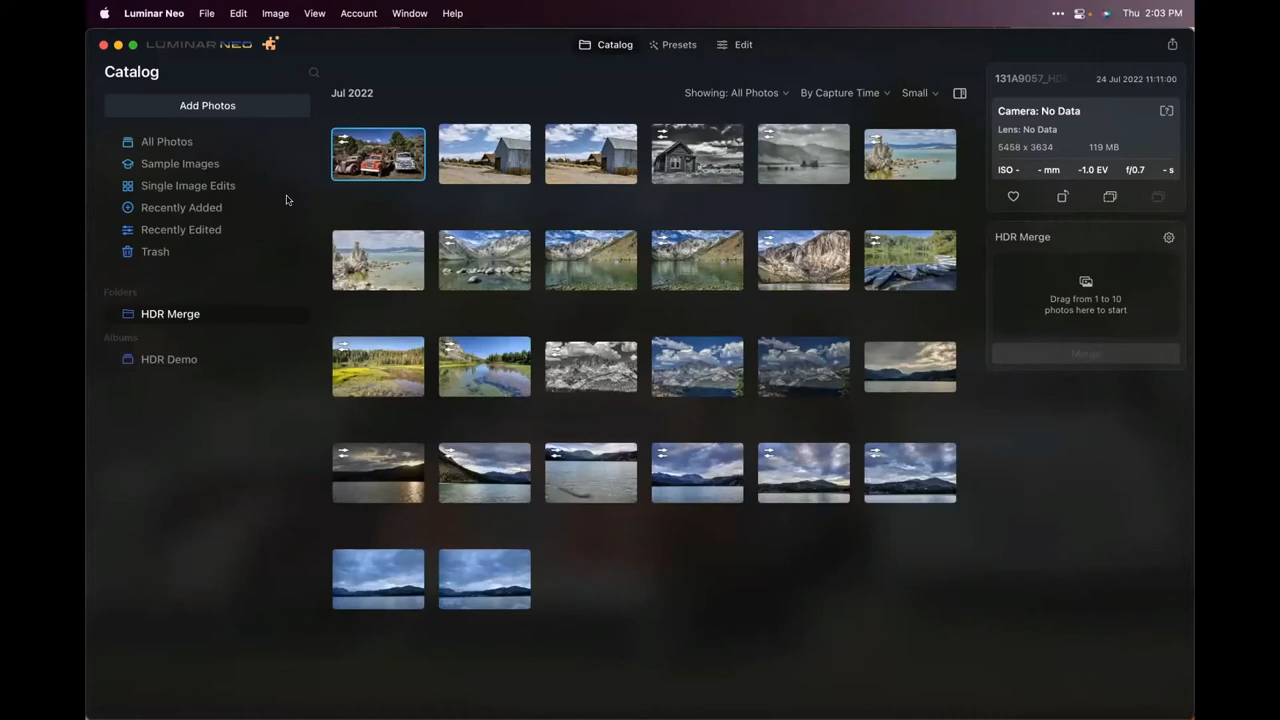 Luminar Neo File Edit Image View Account Window Help
Thu 2:03 PM
LUMINAR NEO
Catalog Presets Edit
Catalog
Add Photos
All Photos
Sample Images
Single Image Edits
Recently Added
Recently Edited
Trash
Folders
HDR Merge
Albums
HDR Demo
Jul 2022
Showing: All Photos By Capture Time Small
131A9057_HD
24 Jul 2022 11:11:00
Camera: No Data
Lens: No Data
5458 x 3634 119 MB
ISO - - mm -1.0 EV f/0.7 - s
HDR Merge
Drag from 1 to 10
photos here to start
Merge